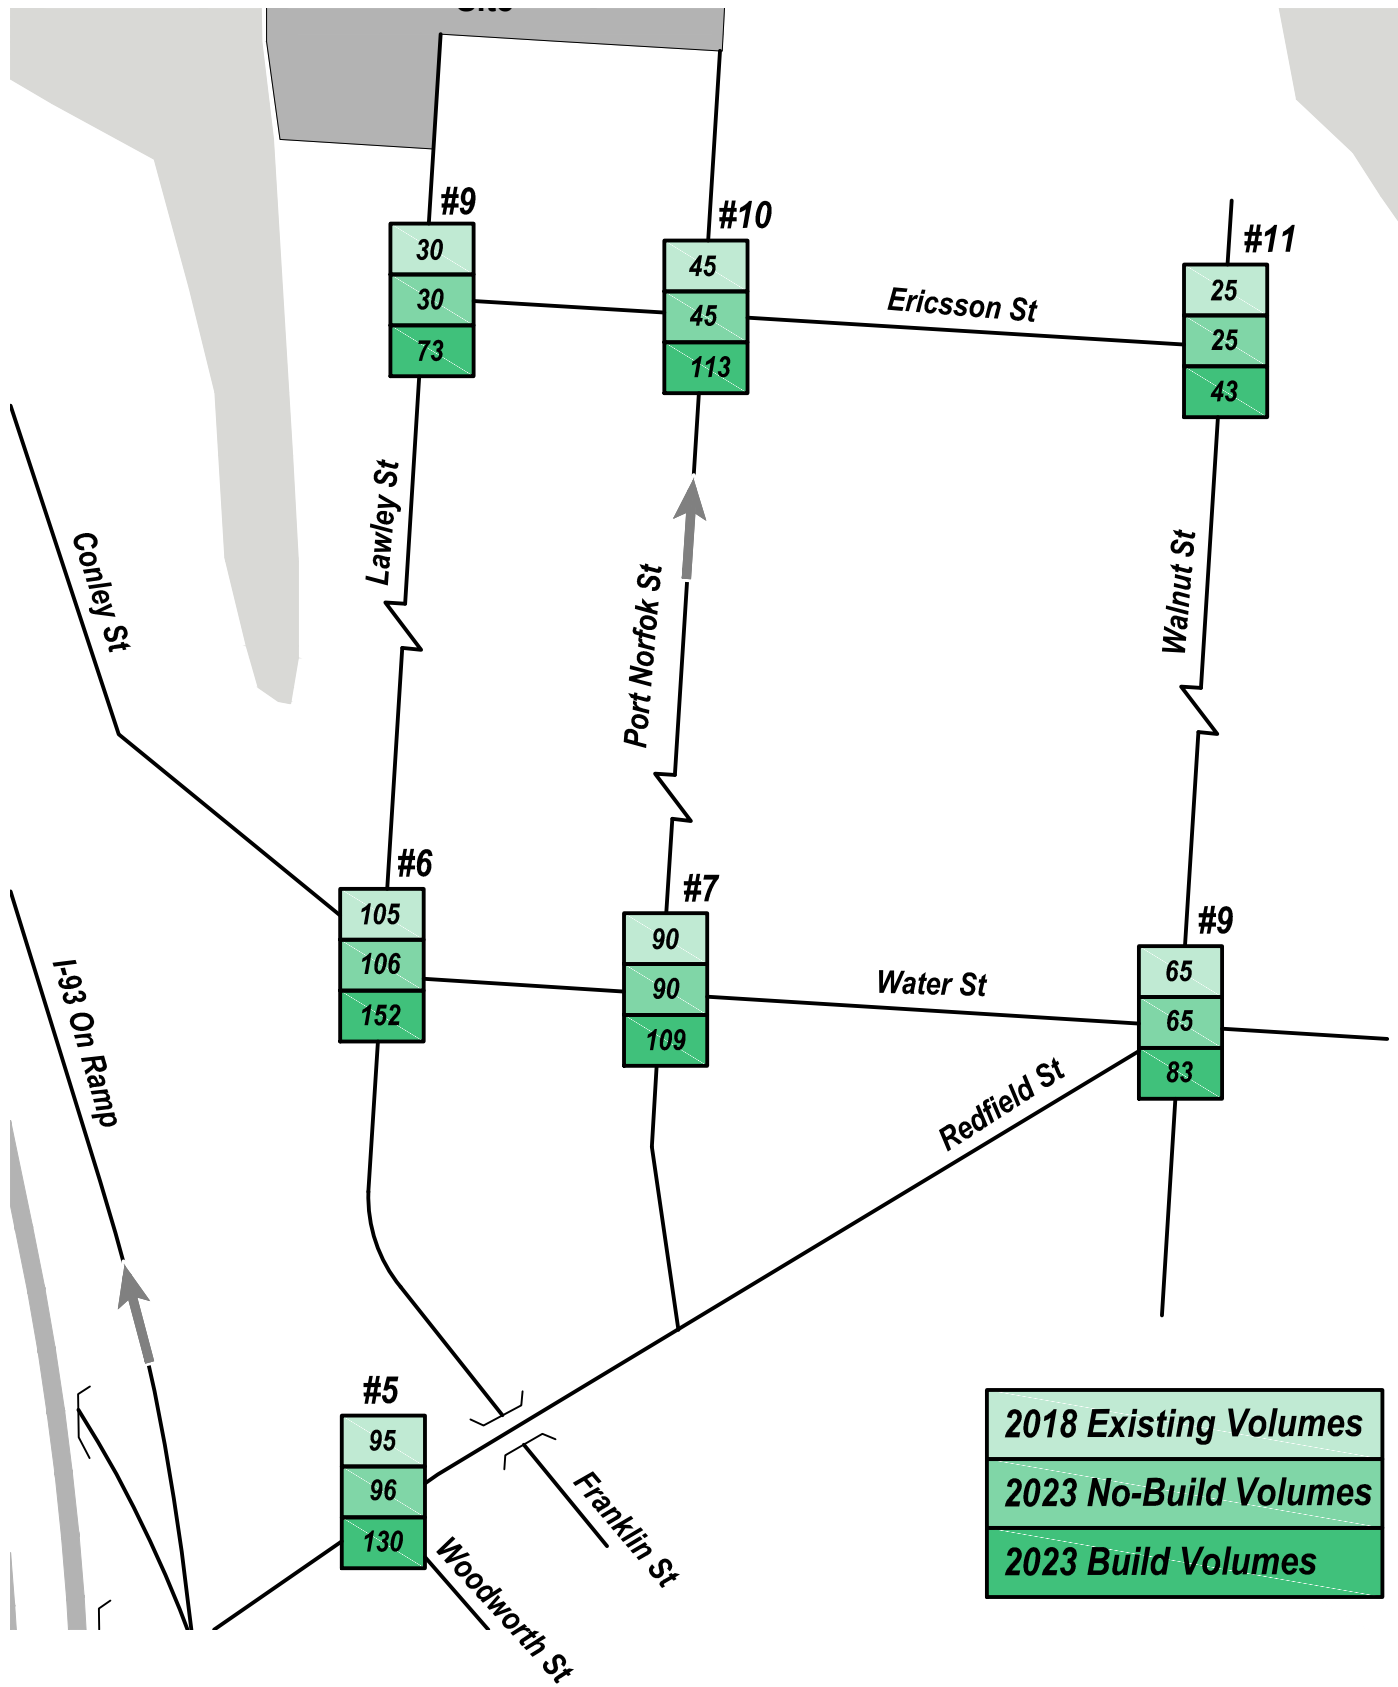 #9
30
30
73
#10
45
45
113
#11
25
25
43
Ericsson St
Lawley St
Conley St
Port Norfok St
Walnut St
#6
105
106
152
#7
90
90
109
#9
65
65
83
Water St
I-93 On Ramp
Redfield St
#5
95
96
130
Franklin St
Woodworth St
2018 Existing Volumes
2023 No-Build Volumes
2023 Build Volumes